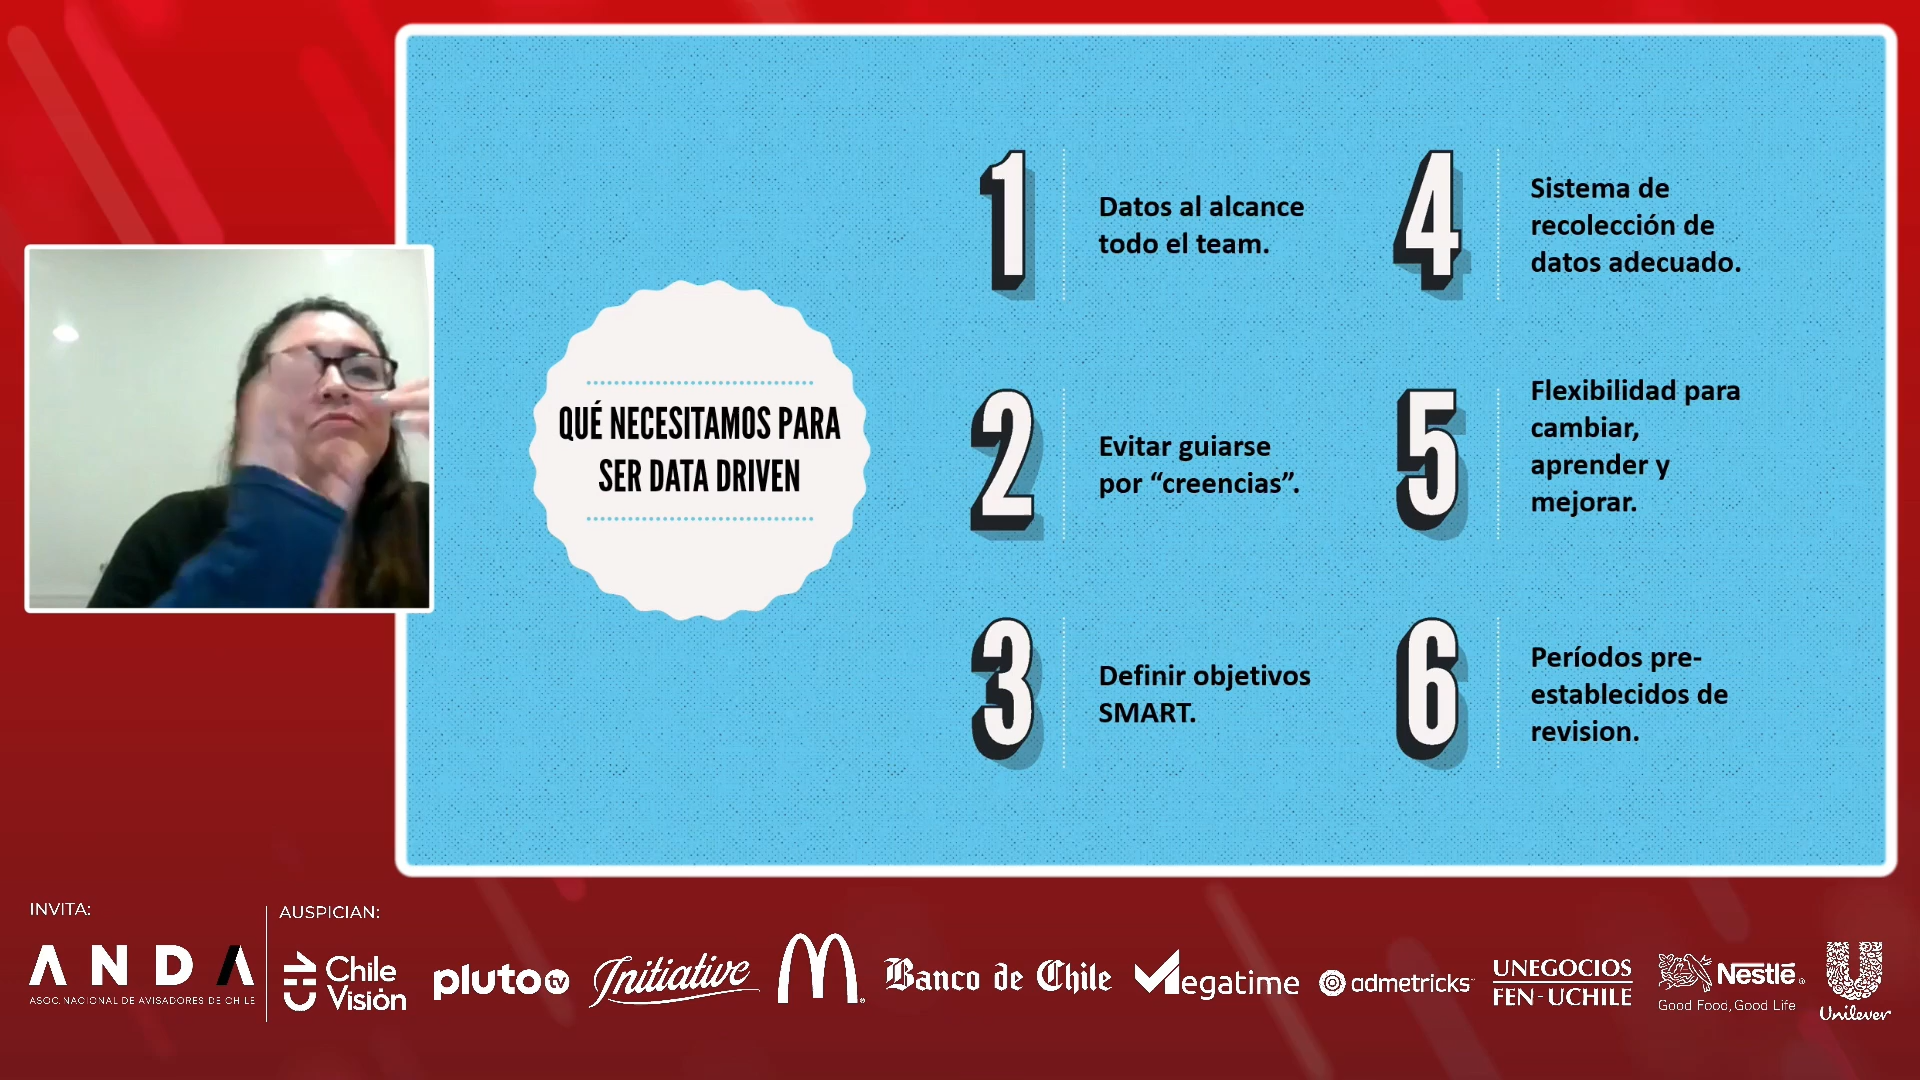 QUÉ NECESITAMOS PARA
SER DATA DRIVEN
1
Datos al alcance
todo el team.
2
Evitar guiarse
por “creencias”.
3
Definir objetivos
SMART.
4
Sistema de
recolección de
datos adecuado.
5
Flexibilidad para
cambiar,
aprender y
mejorar.
6
Períodos pre-
establecidos de
revision.
INVITA:
ANDA
ASOC. NACIONAL DE AVISADORES DE CHILE
AUSPICIAN:
CHV
Chile
Visión
pluto tv
Initiative
M
Banco de Chile
Megatime
admetricks
UNEGOCIOS
FEN - UCHILE
Nestlé
Good Food, Good Life
U
Unilever